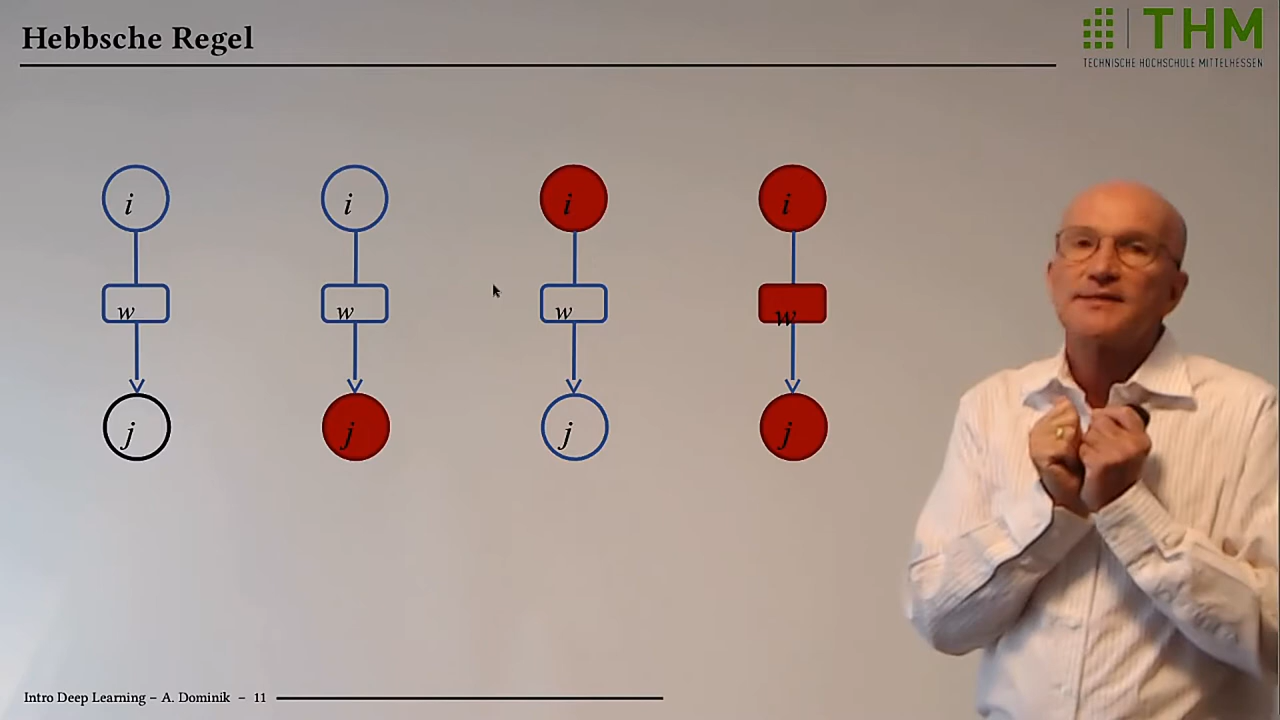 Hebbsche Regel
THM
TECHNISCHE HOCHSCHULE MITTELHESSEN
i i i i
w w w w
j j j j
Intro Deep Learning – A. Dominik – 11